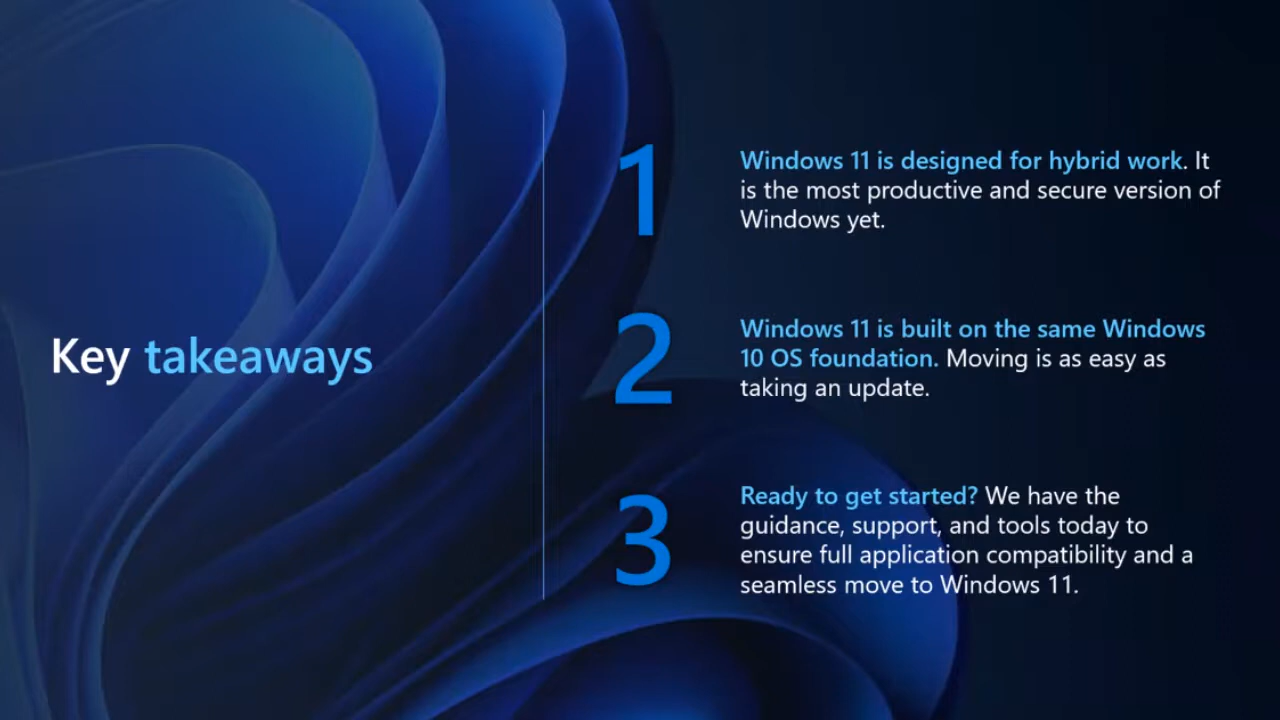 Key takeaways
1
Windows 11 is designed for hybrid work. It
is the most productive and secure version of
Windows yet.
2
Windows 11 is built on the same Windows
10 OS foundation. Moving is as easy as
taking an update.
3
Ready to get started? We have the
guidance, support, and tools today to
ensure full application compatibility and a
seamless move to Windows 11.